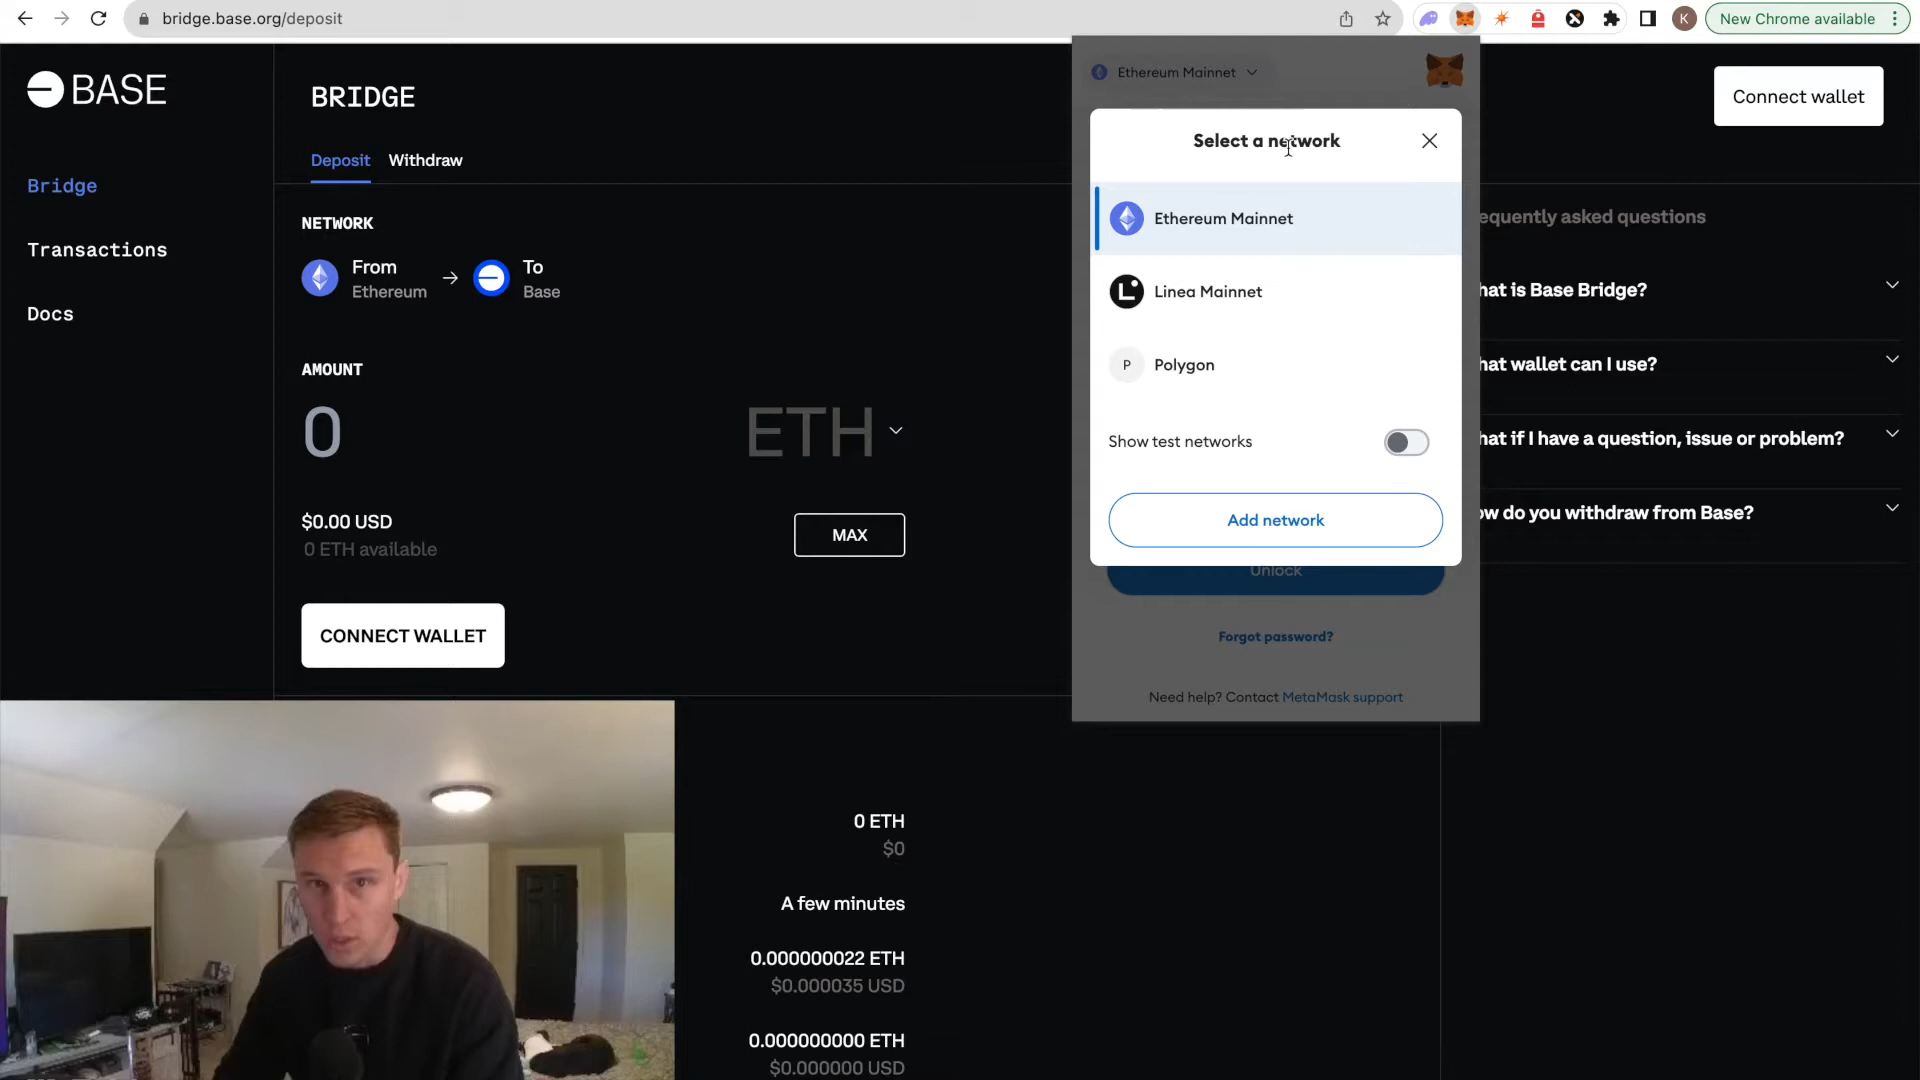 bridge.base.org/deposit
K
New Chrome available
BASE
Bridge
Transactions
Docs
BRIDGE
Deposit Withdraw
NETWORK
From
Ethereum
To
Base
AMOUNT
0
ETH
$0.00 USD
0 ETH available
MAX
CONNECT WALLET
0 ETH
$0
A few minutes
0.000000022 ETH
$0.000035 USD
0.000000000 ETH
$0.000000 USD
Ethereum Mainnet
Select a network
Ethereum Mainnet
Linea Mainnet
P Polygon
Show test networks
Add network
Unlock
Forgot password?
Need help? Contact MetaMask support
Connect wallet
equently asked questions
hat is Base Bridge?
hat wallet can I use?
hat if I have a question, issue or problem?
ow do you withdraw from Base?